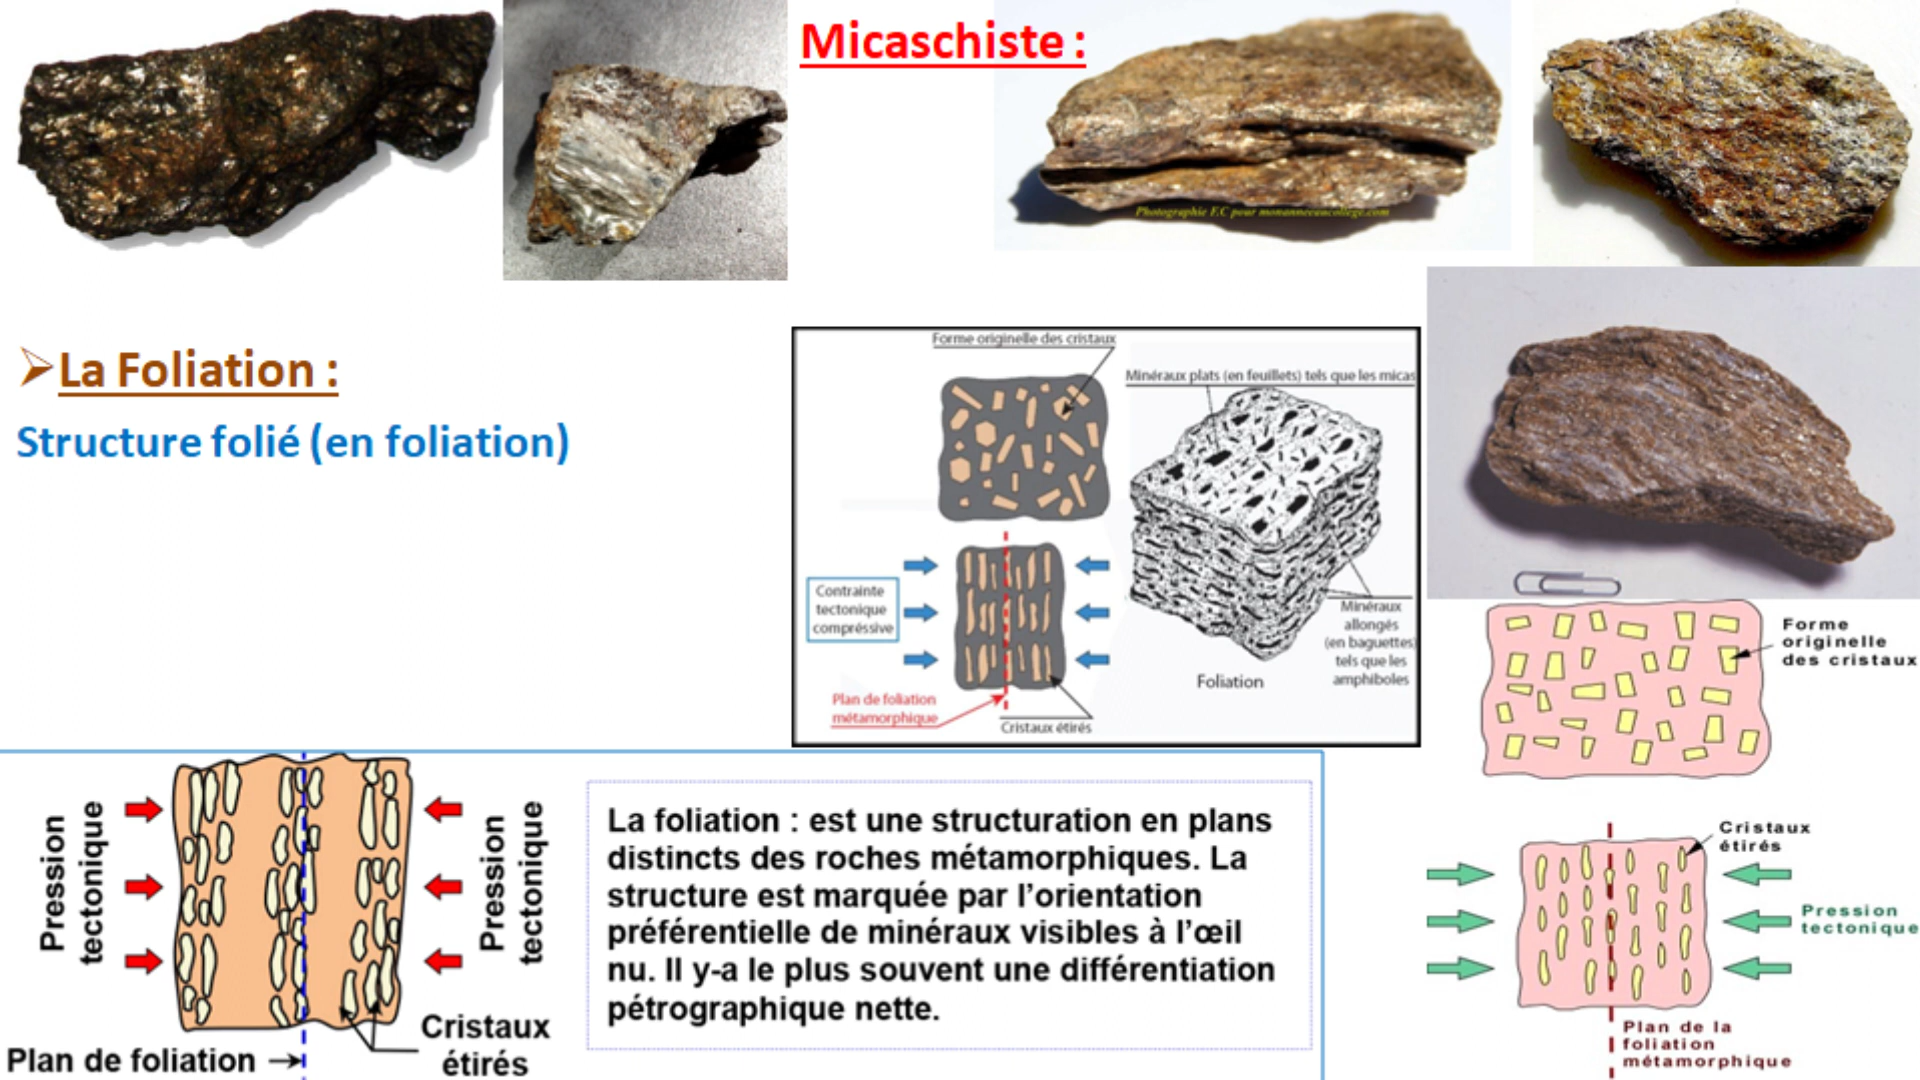 Micaschiste :
Photographie F.C pour monanneeaucollege.com
La Foliation :
Structure folié (en foliation)
Forme originelle des cristaux
Minéraux plats (en feuillets) tels que les micas
Contrainte
tectonique
compréssive
Plan de foliation
métamorphique
Cristaux étirés
Foliation
Minéraux
allongés
(en baguettes)
tels que les
amphiboles
Forme
originelle
des cristaux
Cristaux
étirés
Pression
tectonique
Plan de la
foliation
métamorphique
Pression
tectonique
Pression
tectonique
Plan de foliation
Cristaux
étirés
La foliation : est une structuration en plans
distincts des roches métamorphiques. La
structure est marquée par l’orientation
préférentielle de minéraux visibles à l’œil
nu. Il y-a le plus souvent une différentiation
pétrographique nette.